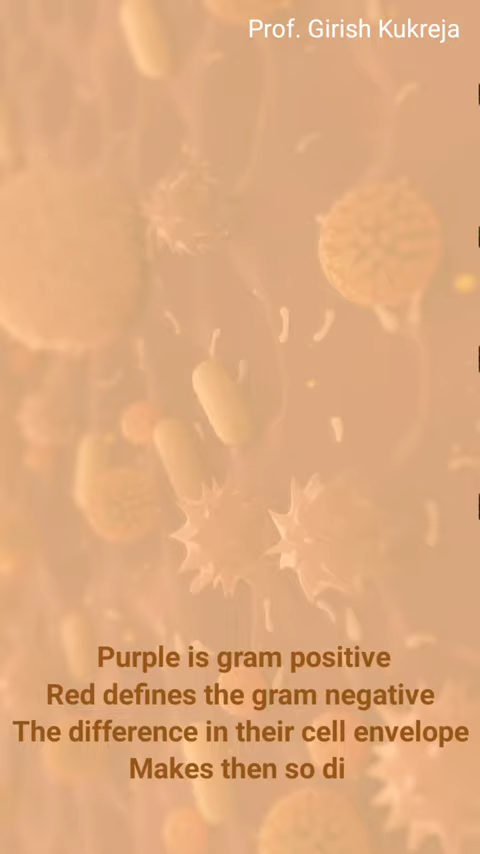 Prof. Girish Kukreja
Purple is gram positive
Red defines the gram negative
The difference in their cell envelope
Makes then so di